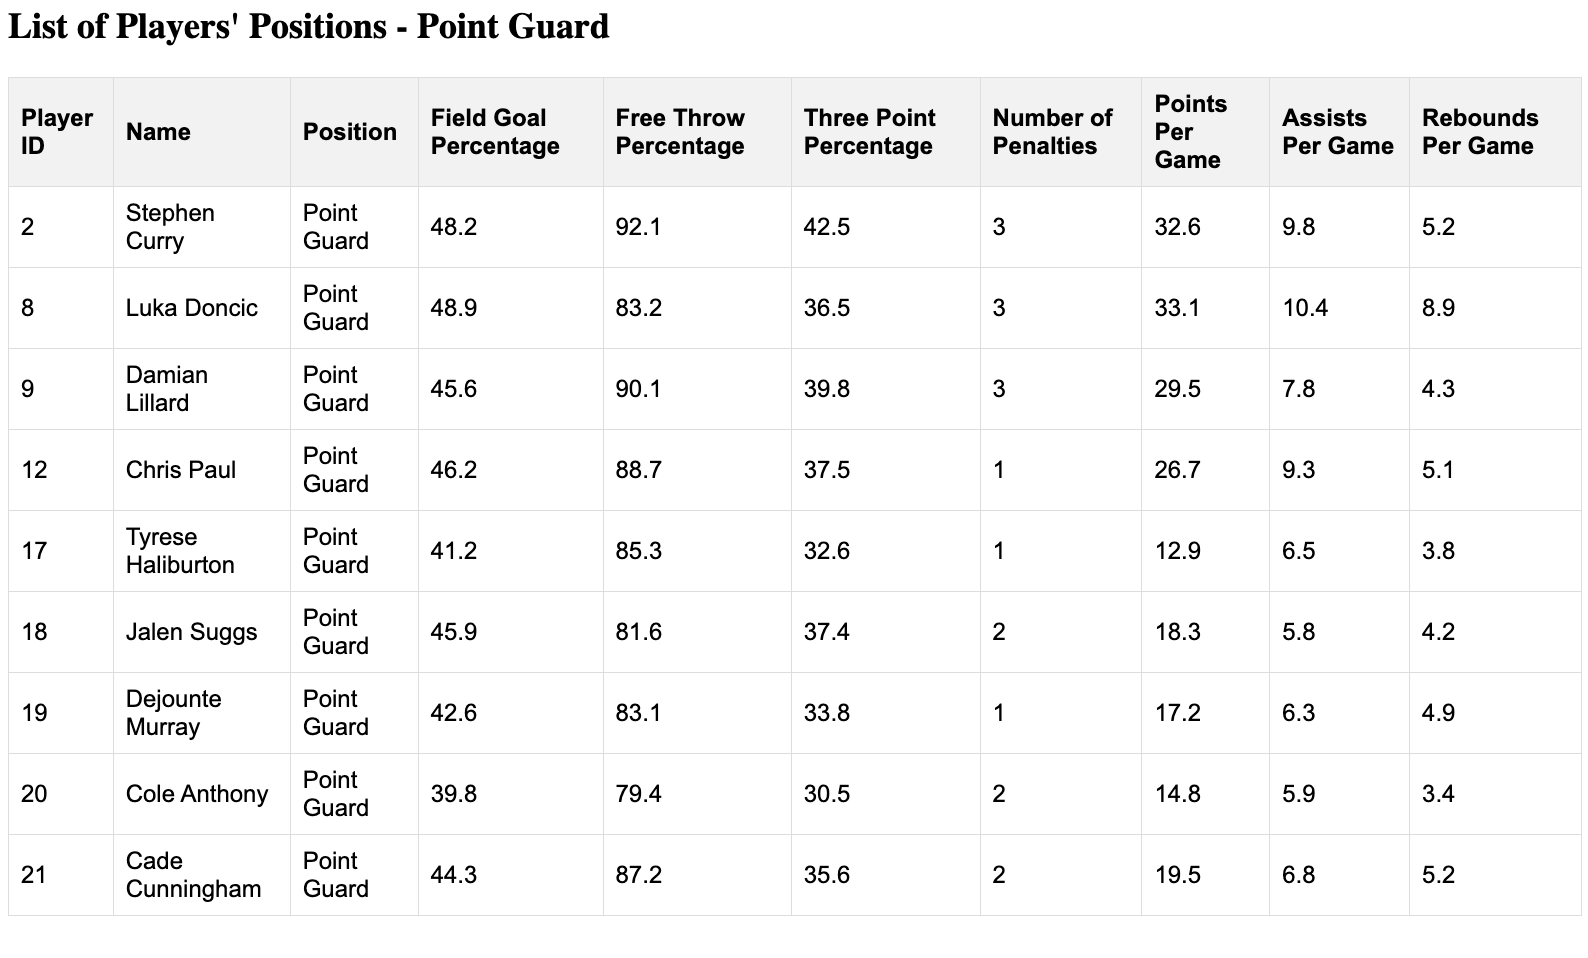 List of Players' Positions - Point Guard
Player ID Name Position Field Goal Percentage Free Throw Percentage Three Point Percentage Number of Penalties Points Per Game Assists Per Game Rebounds Per Game
2 Stephen Curry Point Guard 48.2 92.1 42.5 3 32.6 9.8 5.2
8 Luka Doncic Point Guard 48.9 83.2 36.5 3 33.1 10.4 8.9
9 Damian Lillard Point Guard 45.6 90.1 39.8 3 29.5 7.8 4.3
12 Chris Paul Point Guard 46.2 88.7 37.5 1 26.7 9.3 5.1
17 Tyrese Haliburton Point Guard 41.2 85.3 32.6 1 12.9 6.5 3.8
18 Jalen Suggs Point Guard 45.9 81.6 37.4 2 18.3 5.8 4.2
19 Dejounte Murray Point Guard 42.6 83.1 33.8 1 17.2 6.3 4.9
20 Cole Anthony Point Guard 39.8 79.4 30.5 2 14.8 5.9 3.4
21 Cade Cunningham Point Guard 44.3 87.2 35.6 2 19.5 6.8 5.2